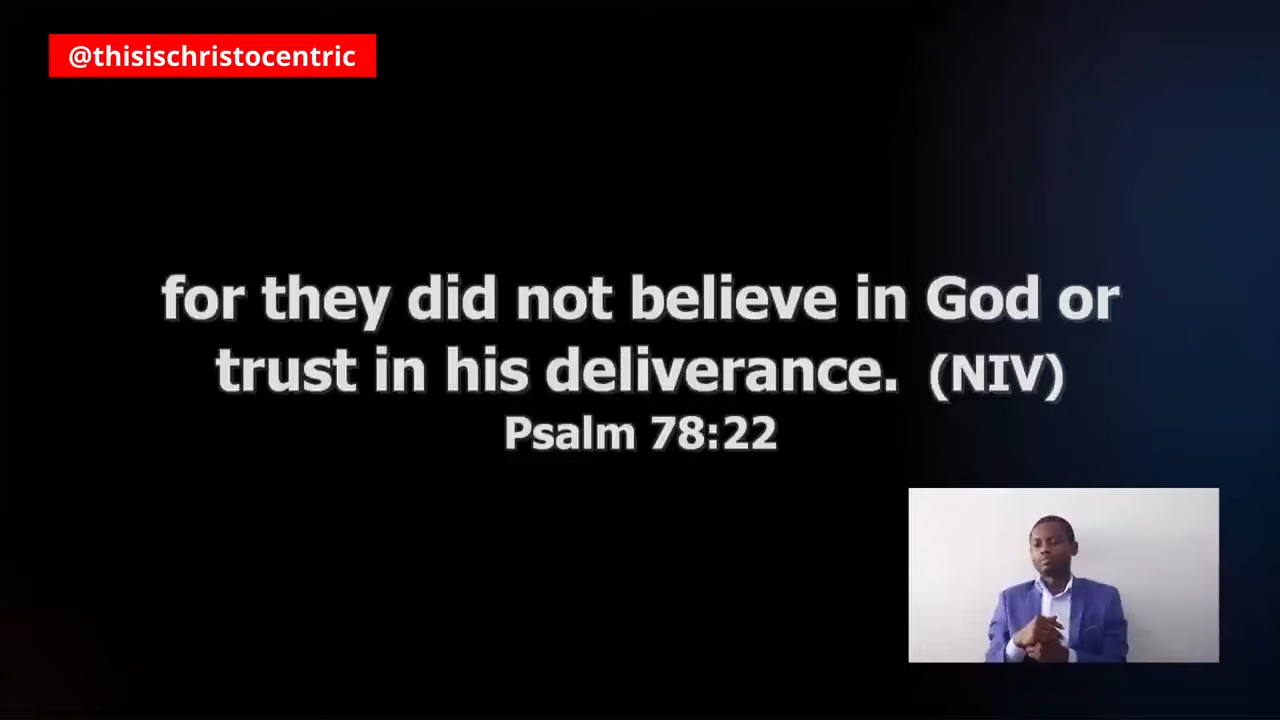 @thisischristocentric
for they did not believe in God or
trust in his deliverance. (NIV)
Psalm 78:22